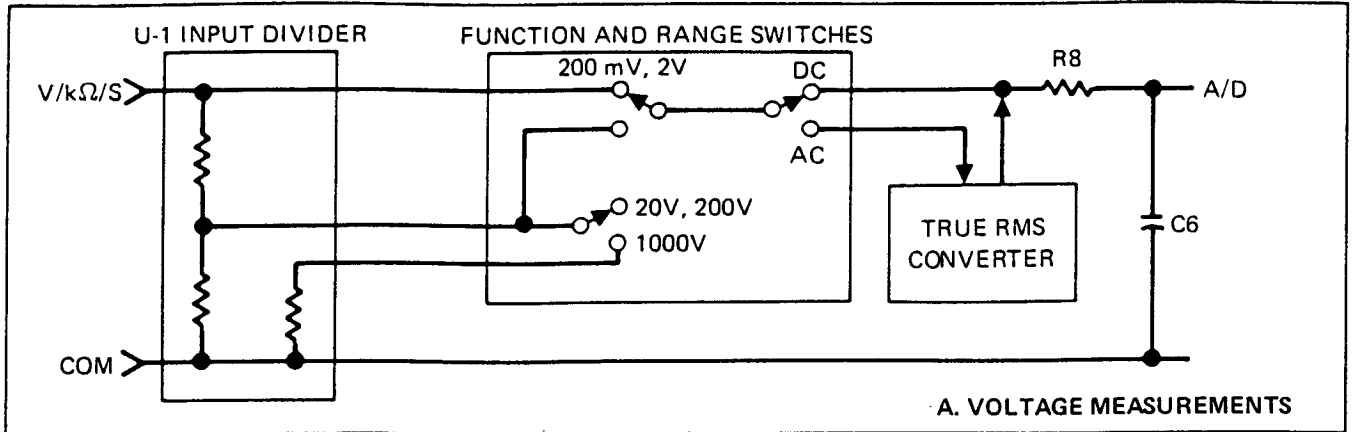 U-1 INPUT DIVIDER
FUNCTION AND RANGE SWITCHES
V/kΩ/S
200 mV, 2V
DC
R8
A/D
AC
20V, 200V
1000V
TRUE RMS
CONVERTER
C6
COM
A. VOLTAGE MEASUREMENTS